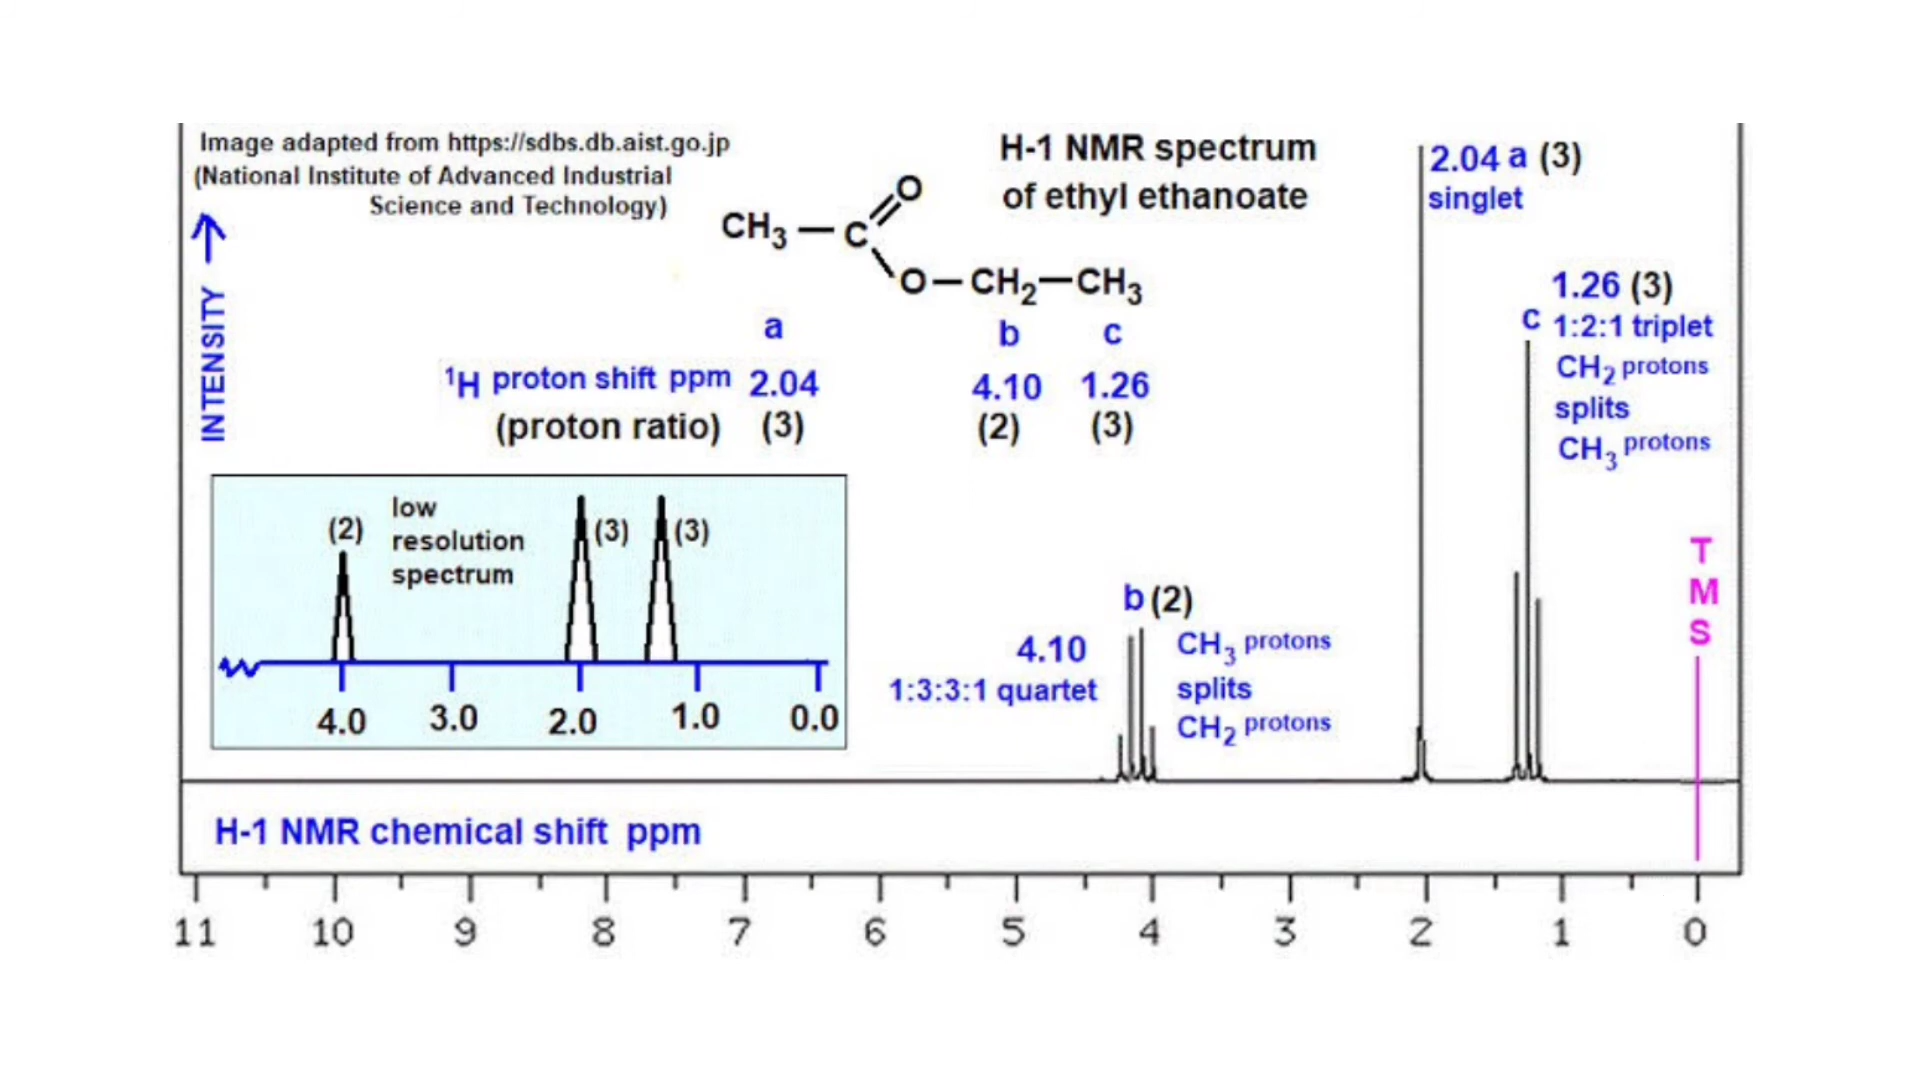 Image adapted from https://sdbs.db.aist.go.jp
(National Institute of Advanced Industrial
Science and Technology)
H-1 NMR spectrum
of ethyl ethanoate
INTENSITY
O
CH3 — C
O — CH2 — CH3
a b c
1H proton shift ppm 2.04 4.10 1.26
(proton ratio) (3) (2) (3)
2.04 a (3)
singlet
1.26 (3)
c 1:2:1 triplet
CH2 protons
splits
CH3 protons
(2) (3) (3)
low
resolution
spectrum
4.0 3.0 2.0 1.0 0.0
b (2)
4.10
1:3:3:1 quartet
CH3 protons
splits
CH2 protons
T
M
S
H-1 NMR chemical shift ppm
11 10 9 8 7 6 5 4 3 2 1 0